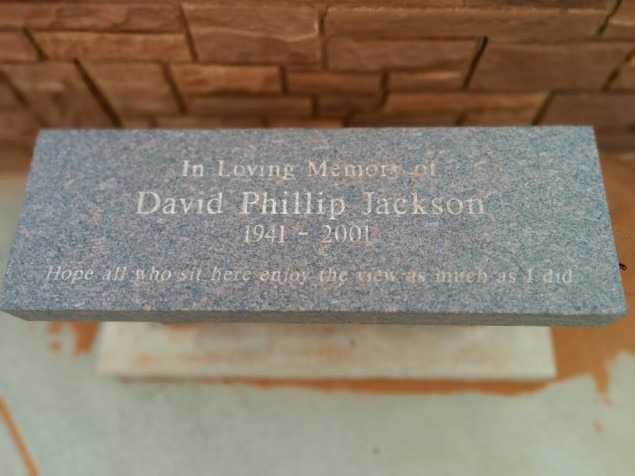 In Loving Memory of
David Phillip Jackson
1941 - 2001
Hope all who sit here enjoy the view as much as I did